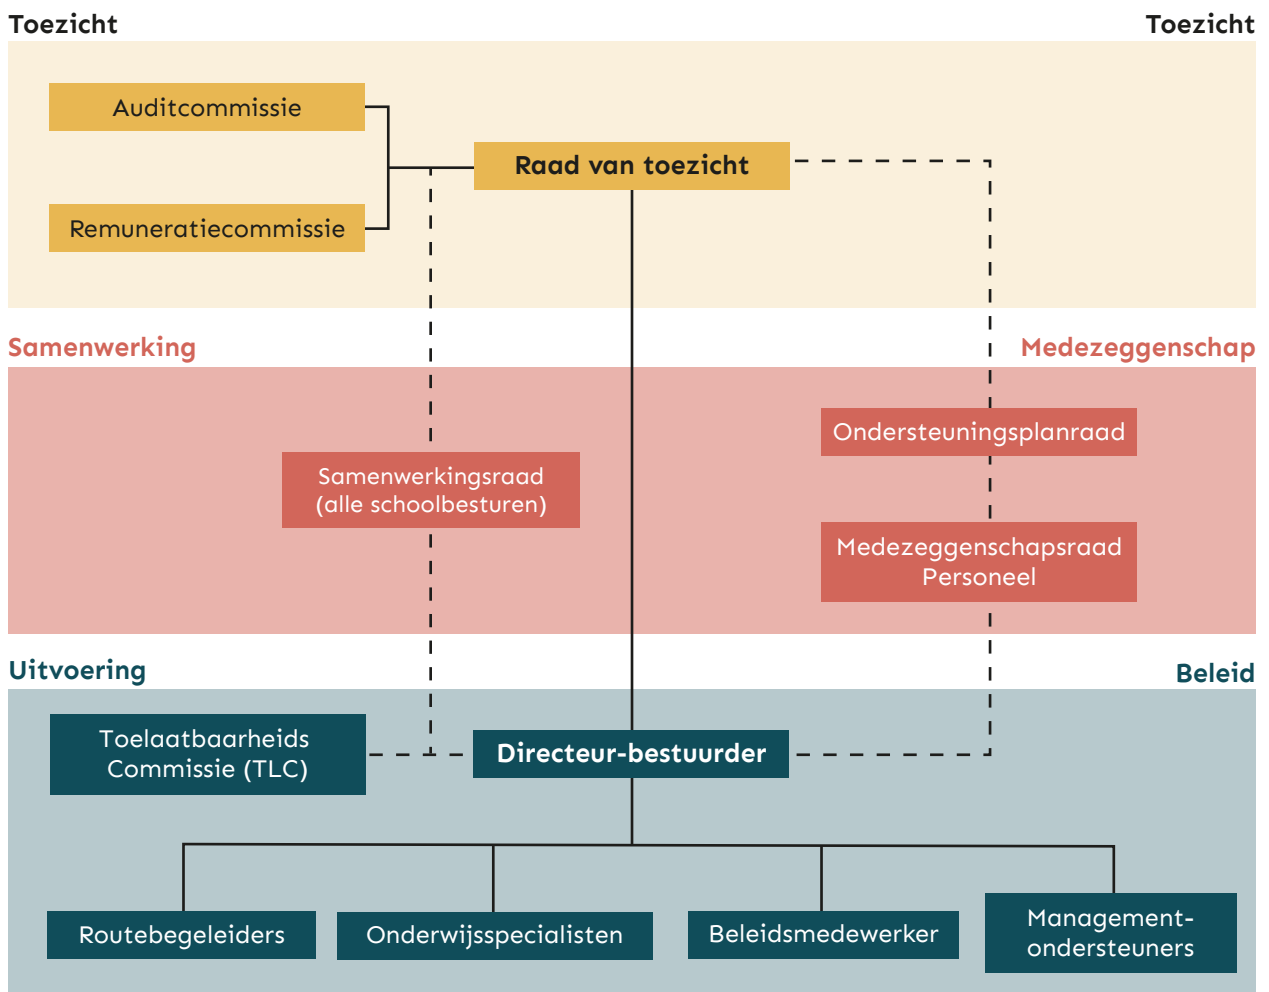 Toezicht
Toezicht
Auditcommissie
Raad van toezicht
Remuneratiecommissie
Samenwerking
Medezeggenschap
Ondersteuningsplanraad
Samenwerkingsraad
(alle schoolbesturen)
Medezeggenschapsraad
Personeel
Uitvoering
Beleid
Toelaatbaarheids
Commissie (TLC)
Directeur-bestuurder
Routebegeleiders
Onderwijsspecialisten
Beleidsmedewerker
Management-
ondersteuners